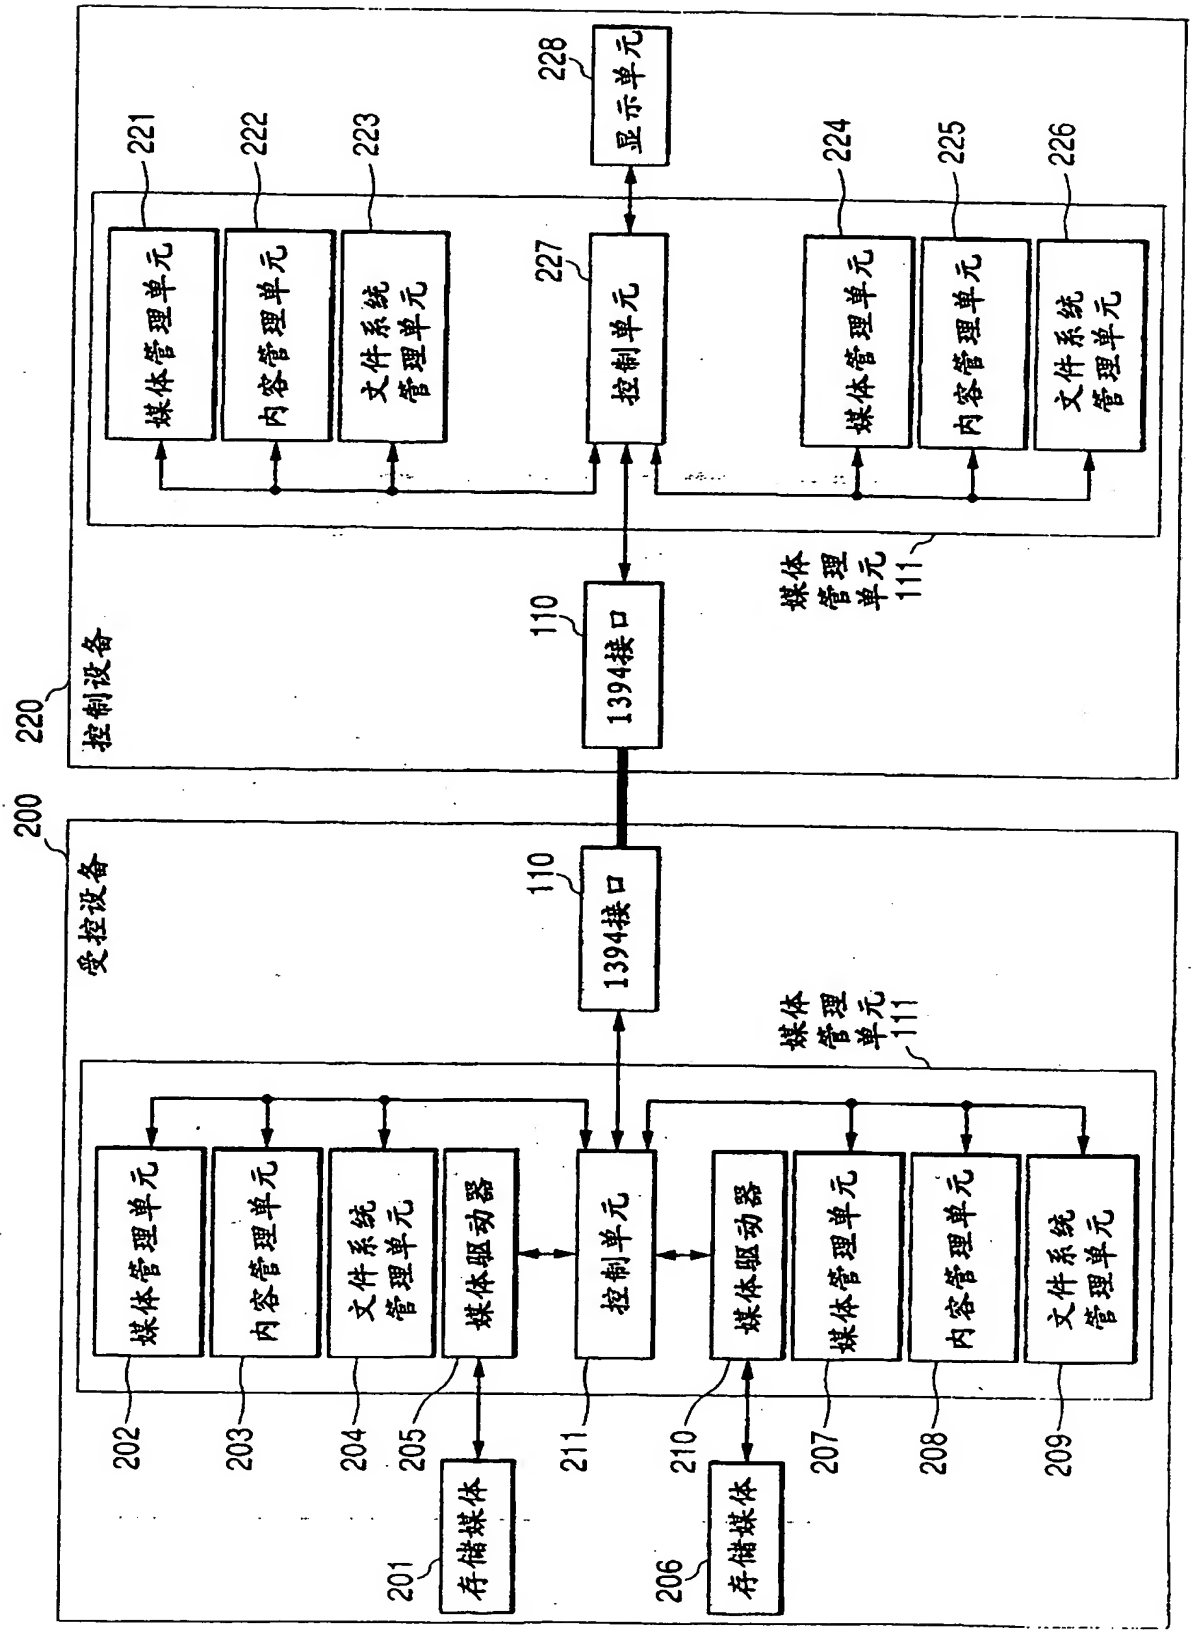 200
受控设备
202
媒体管理单元
203
内容管理单元
204
文件系统
管理单元
205
媒体驱动器
201
存储媒体
211
控制单元
110
1394接口
210
媒体驱动器
206
存储媒体
207
媒体管理单元
208
内容管理单元
209
文件系统
管理单元
媒体
管理
单元
111
220
控制设备
221
媒体管理单元
222
内容管理单元
223
文件系统
管理单元
110
1394接口
227
控制单元
228
显示单元
224
媒体管理单元
225
内容管理单元
226
文件系统
管理单元
媒体
管理
单元
111